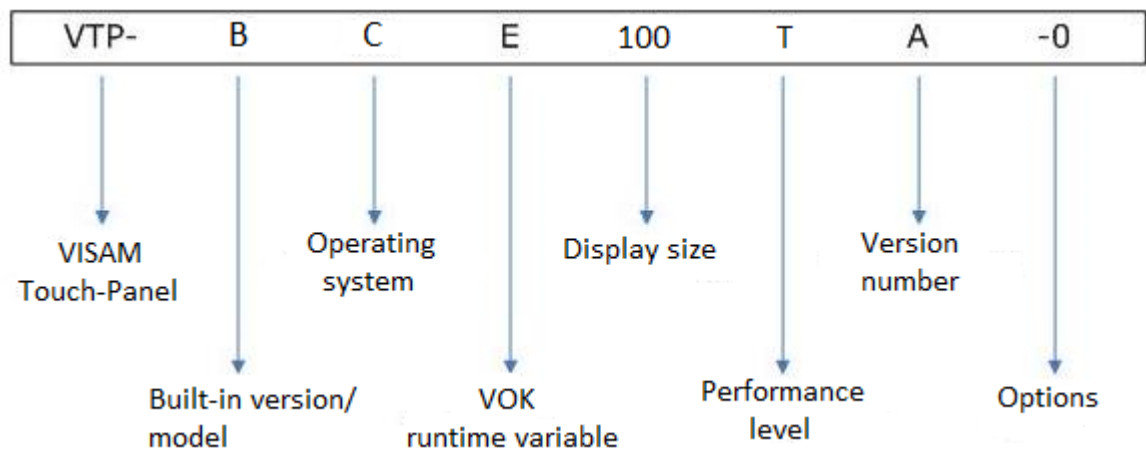 VTP- B C E 100 T A -0
VISAM
Touch-Panel
Operating
system
Display size
Version
number
Built-in version/
model
VOK
runtime variable
Performance
level
Options